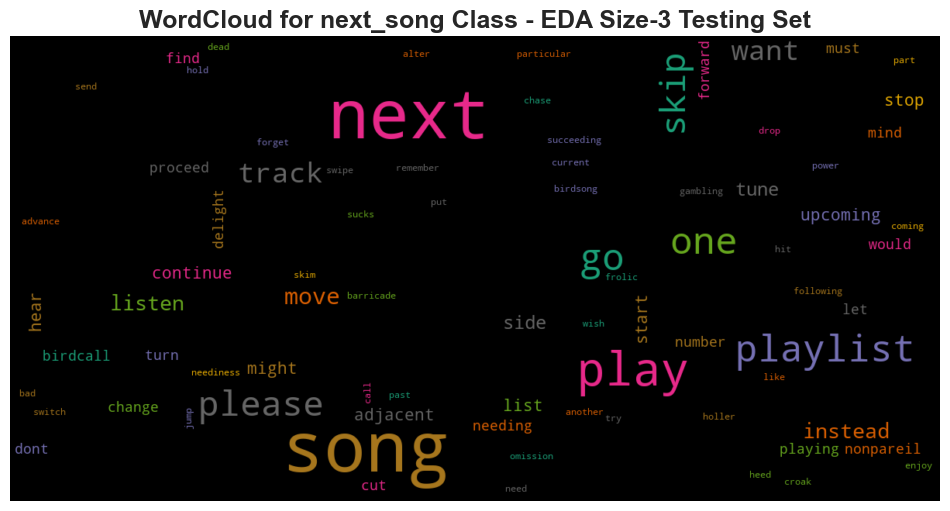 WordCloud for next_song Class - EDA Size-3 Testing Set
dead
find
hold
alter
particular
skip
forward
want
must
part
send
next
chase
stop
drop
mind
forget
succeeding
proceed
track
swipe
remember
current
power
birdsong
gambling
tune
put
delight
advance
sucks
upcoming
coming
go
one
would
hit
continue
skim
frolic
hear
listen
move
barricade
following
start
let
side
wish
number
birdcall
turn
playlist
neediness
might
play
like
bad
switch
change
jump
please
call
past
adjacent
list
another
try
holler
needing
instead
dont
song
omission
playing
nonpareil
enjoy
cut
need
heed
croak